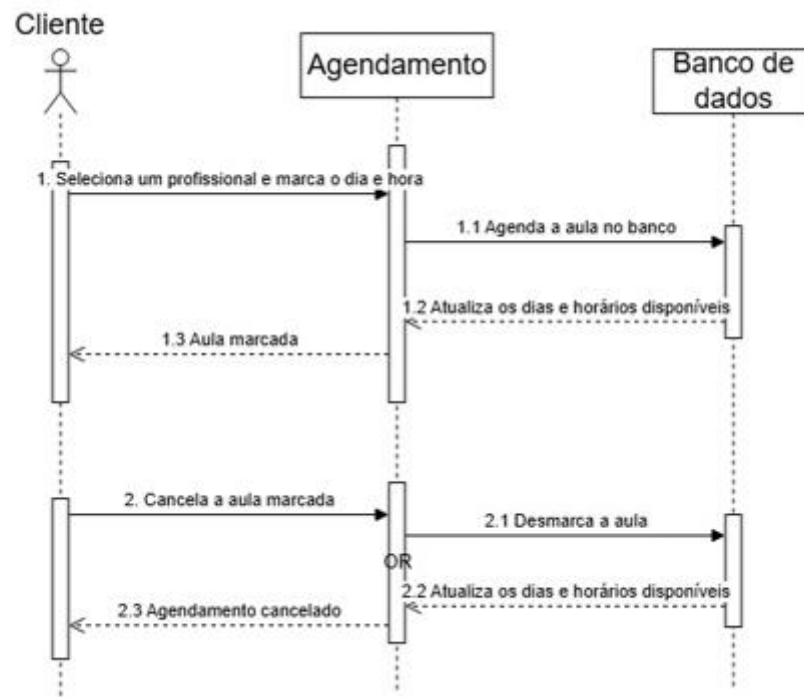 Cliente
Agendamento
Banco de
dados
1. Seleciona um profissional e marca o dia e hora
1.1 Agenda a aula no banco
1.2 Atualiza os dias e horários disponíveis
1.3 Aula marcada
2. Cancela a aula marcada
2.1 Desmarca a aula
OR
2.2 Atualiza os dias e horários disponíveis
2.3 Agendamento cancelado